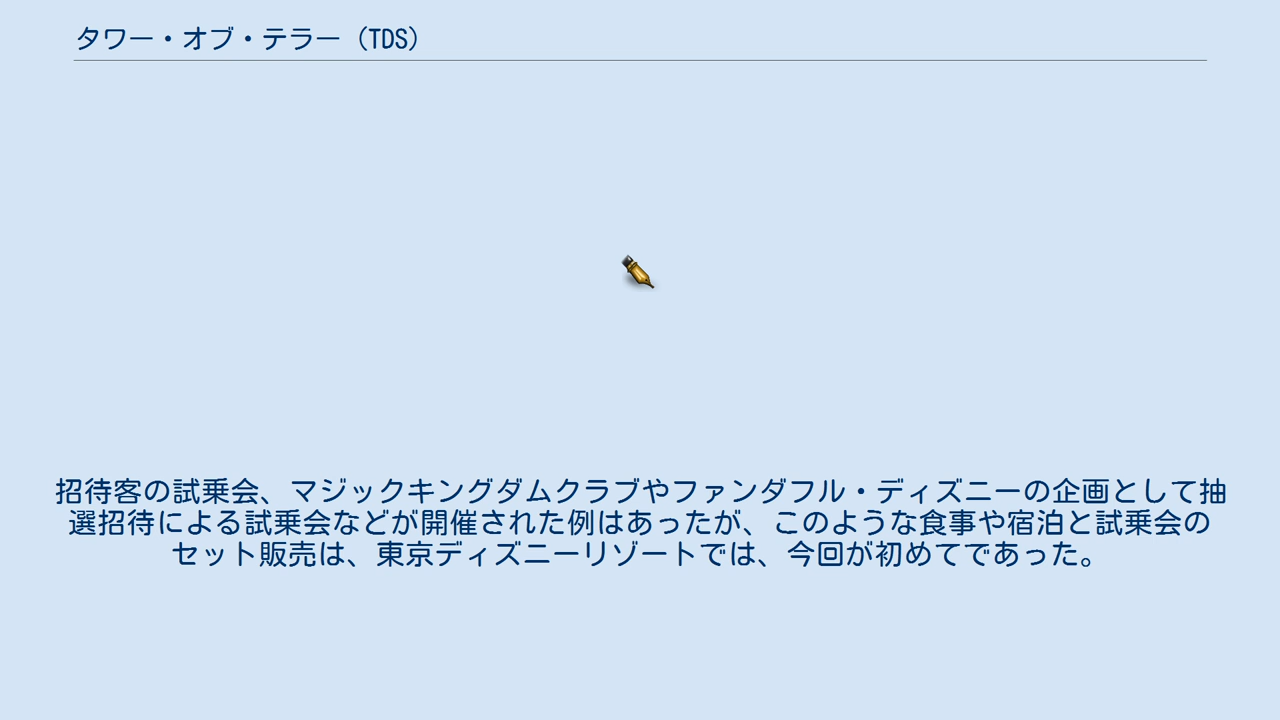 タワー・オブ・テラー（TDS）
招待客の試乗会、マジックキングダムクラブやファンダフル・ディズニーの企画として抽
選招待による試乗会などが開催された例はあったが、このような食事や宿泊と試乗会の
セット販売は、東京ディズニーリゾートでは、今回が初めてであった。